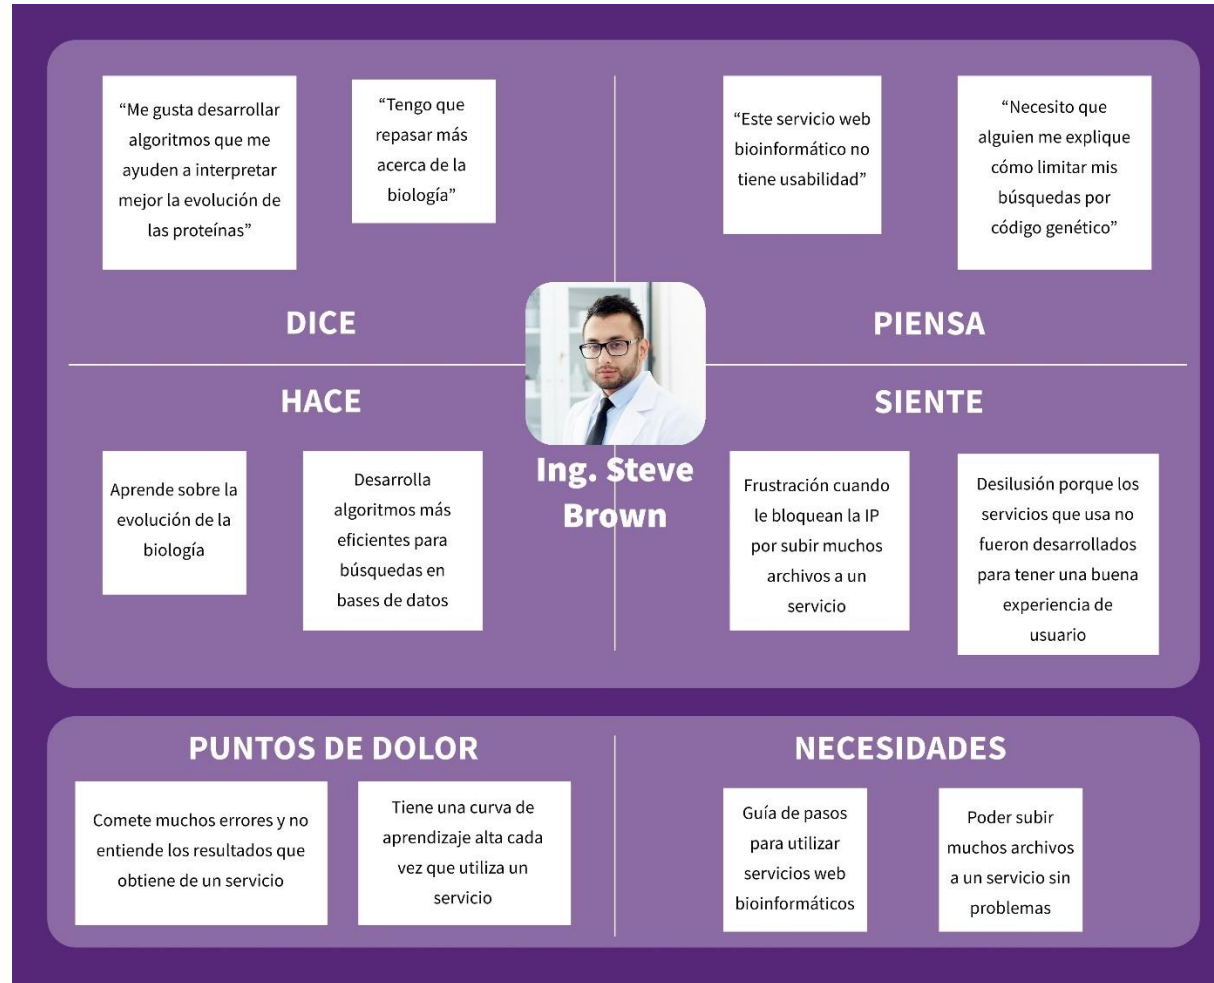 “Me gusta desarrollar
algoritmos que me
ayuden a interpretar
mejor la evolución de
las proteínas”
“Tengo que
repasar más
acerca de la
biología”
DICE
“Este servicio web
bioinformático no
tiene usabilidad”
“Necesito que
alguien me explique
cómo limitar mis
búsquedas por
código genético”
PIENSA
HACE
Aprende sobre la
evolución de la
biología
Desarrolla
algoritmos más
eficientes para
búsquedas en
bases de datos
Ing. Steve
Brown
SIENTE
Frustración cuando
le bloquean la IP
por subir muchos
archivos a un
servicio
Desilusión porque los
servicios que usa no
fueron desarrollados
para tener una buena
experiencia de
usuario
PUNTOS DE DOLOR
Comete muchos errores y no
entiende los resultados que
obtiene de un servicio
Tiene una curva de
aprendizaje alta cada
vez que utiliza un
servicio
NECESIDADES
Guía de pasos
para utilizar
servicios web
bioinformáticos
Poder subir
muchos archivos
a un servicio sin
problemas